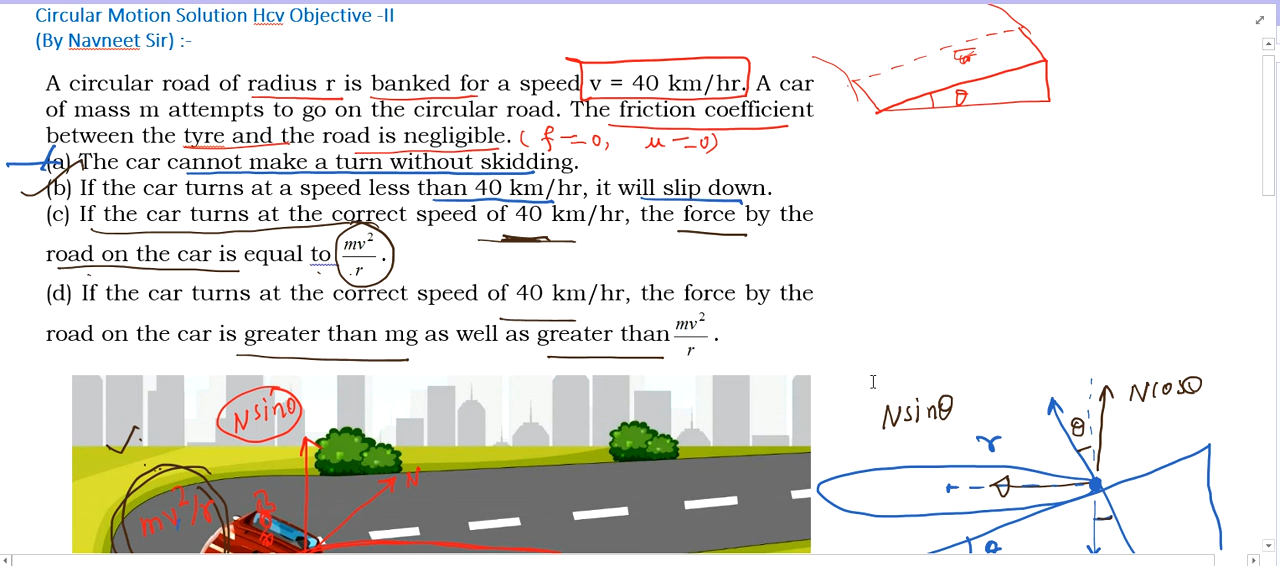 Circular Motion Solution Hcv Objective -II
(By Navneet Sir) :-
A circular road of radius r is banked for a speed v = 40 km/hr. A car
of mass m attempts to go on the circular road. The friction coefficient
between the tyre and the road is negligible. (f=0, μ=0)
(a) The car cannot make a turn without skidding.
(b) If the car turns at a speed less than 40 km/hr, it will slip down.
(c) If the car turns at the correct speed of 40 km/hr, the force by the
road on the car is equal to mv²/r.
(d) If the car turns at the correct speed of 40 km/hr, the force by the
road on the car is greater than mg as well as greater than mv²/r.
θ
N sinθ
N
mv²/r
N sinθ
N cosθ
θ
r
θ